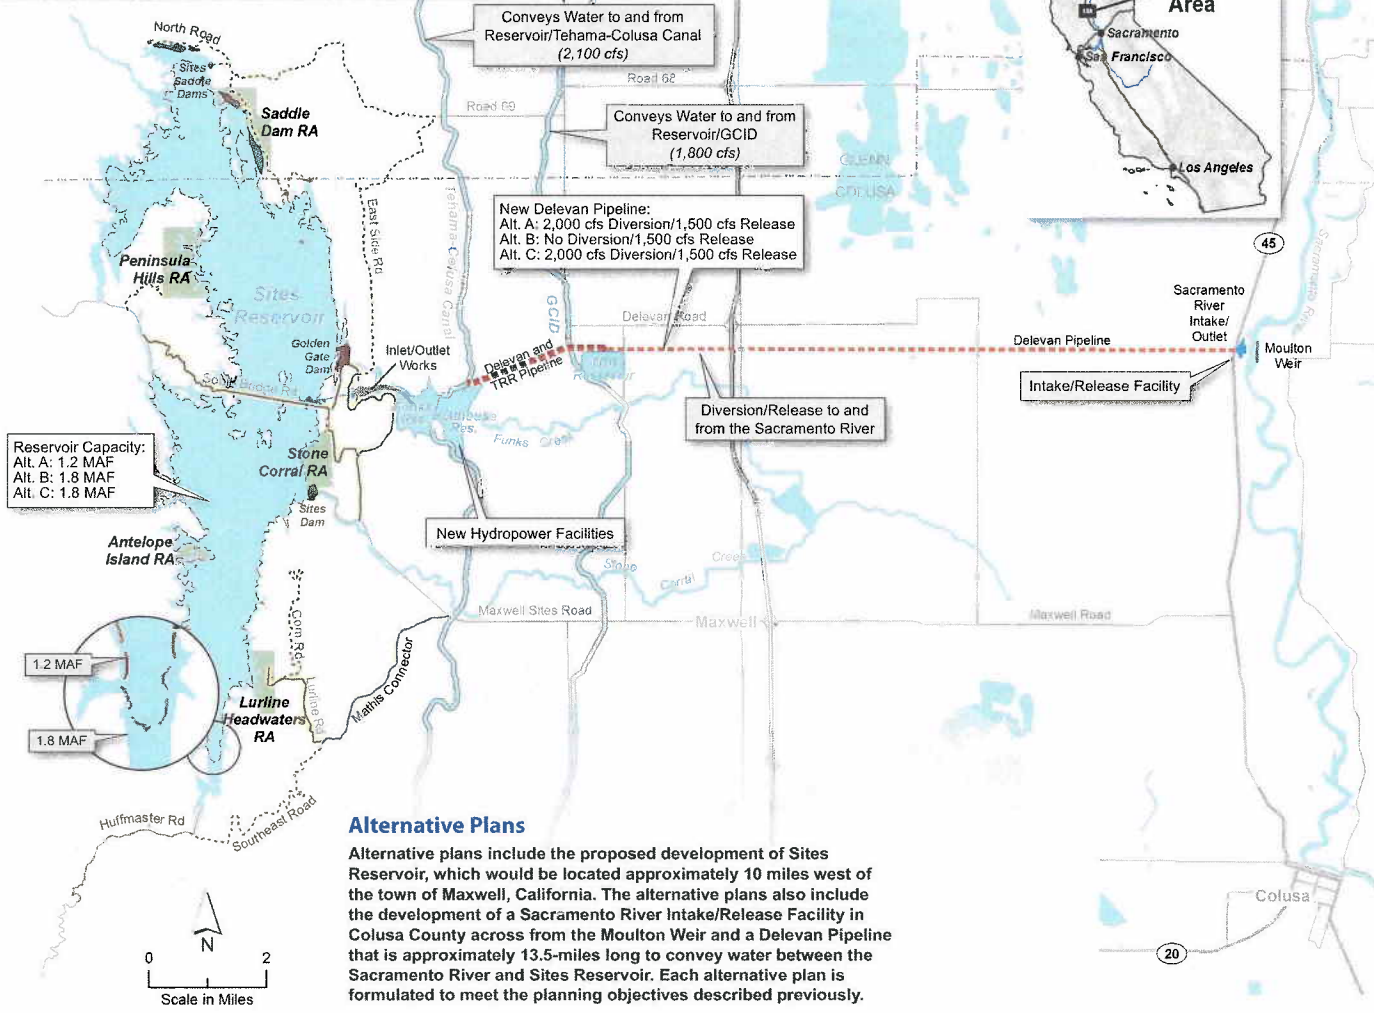 Area
Sacramento
San Francisco
Los Angeles
North Road
Sites
Saddle
Dams
Saddle
Dam RA
Conveys Water to and from
Reservoir/Tehama-Colusa Canal
(2,100 cfs)
Road 68
Road 69
Conveys Water to and from
Reservoir/GCID
(1,800 cfs)
GLENN
COLUSA
New Delevan Pipeline:
Alt. A: 2,000 cfs Diversion/1,500 cfs Release
Alt. B: No Diversion/1,500 cfs Release
Alt. C: 2,000 cfs Diversion/1,500 cfs Release
East Side Rd
Tehama-Colusa Canal
GCID
45
Sacramento River
Peninsula
Hills RA
Sites
Reservoir
Golden
Gate
Dam
Inlet/Outlet
Works
Delevan and
TRR Pipeline
Delevan Road
Delevan Pipeline
Sacramento
River
Intake/
Outlet
Moulton
Weir
Intake/Release Facility
Diversion/Release to and
from the Sacramento River
South Bridge Rd
Res.
Funks Creek
Reservoir Capacity:
Alt. A: 1.2 MAF
Alt. B: 1.8 MAF
Alt. C: 1.8 MAF
Stone
Corral RA
Sites
Dam
New Hydropower Facilities
Antelope
Island RA
Stone
Corral
Creek
Maxwell Sites Road
Maxwell
Maxwell Road
Com Rd
1.2 MAF
1.8 MAF
Lurline
Headwaters
RA
Lurline Rd
Mathis Connector
Huffmaster Rd
Southeast Road
Colusa
20
N
0 2
Scale in Miles
Alternative Plans
Alternative plans include the proposed development of Sites
Reservoir, which would be located approximately 10 miles west of
the town of Maxwell, California. The alternative plans also include
the development of a Sacramento River Intake/Release Facility in
Colusa County across from the Moulton Weir and a Delevan Pipeline
that is approximately 13.5-miles long to convey water between the
Sacramento River and Sites Reservoir. Each alternative plan is
formulated to meet the planning objectives described previously.